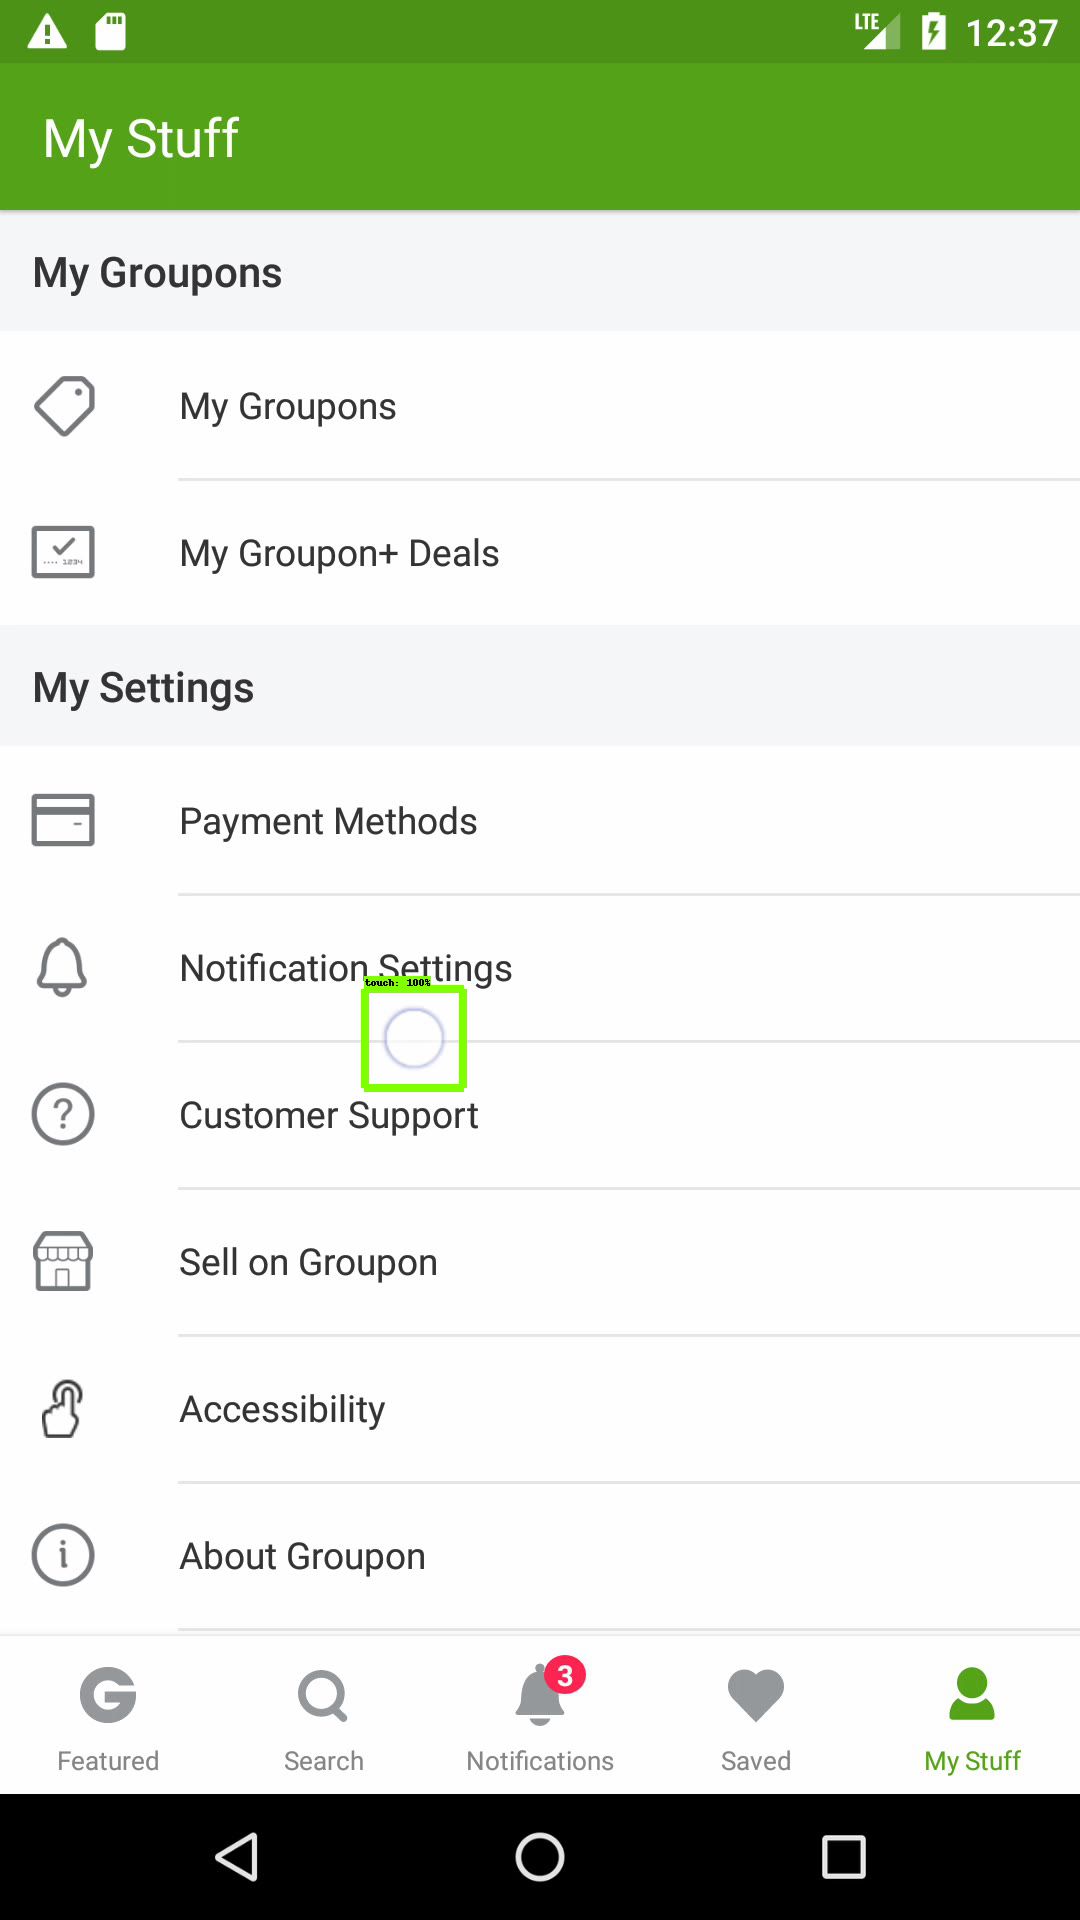 LTE 12:37
My Stuff
My Groupons
My Groupons
1234
My Groupon+ Deals
My Settings
Payment Methods
Notification Settings
touch: 100%
Customer Support
Sell on Groupon
Accessibility
About Groupon
3
Featured Search Notifications Saved My Stuff